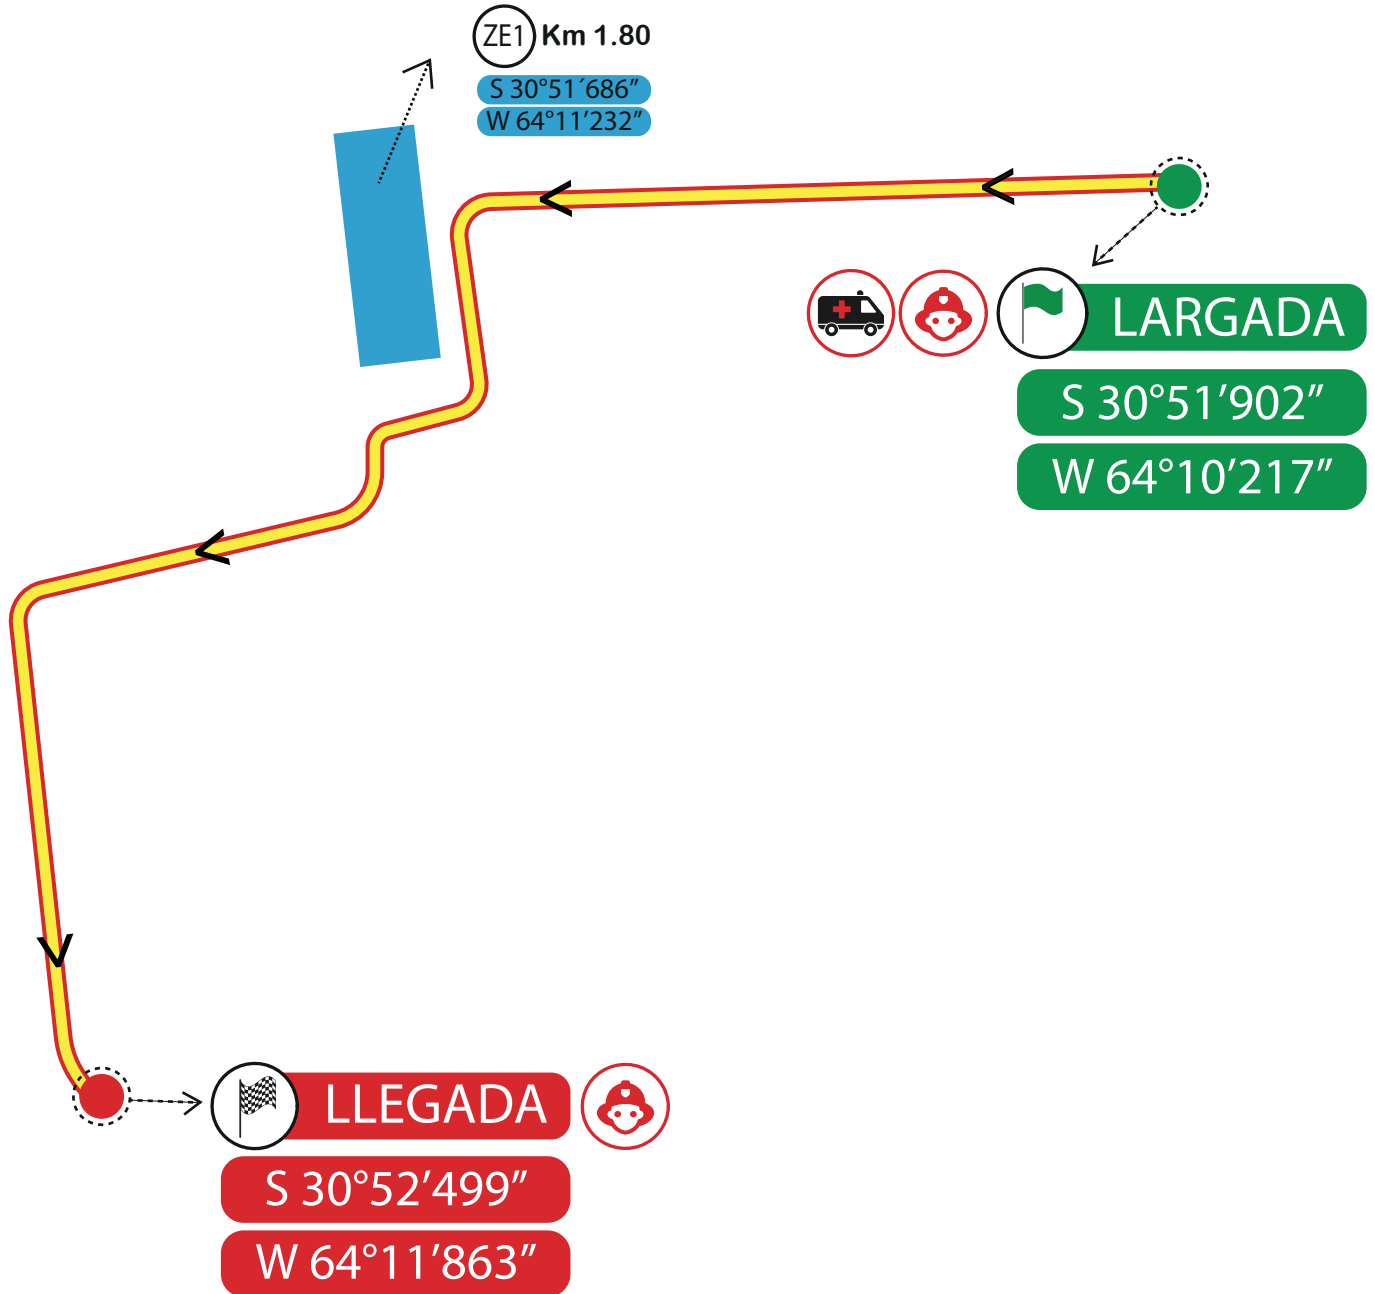 ZE1 Km 1.80
S 30°51´686’’
W 64°11’232’’
LARGADA
S 30°51’902’’
W 64°10’217’’
LLEGADA
S 30°52’499’’
W 64°11’863’’